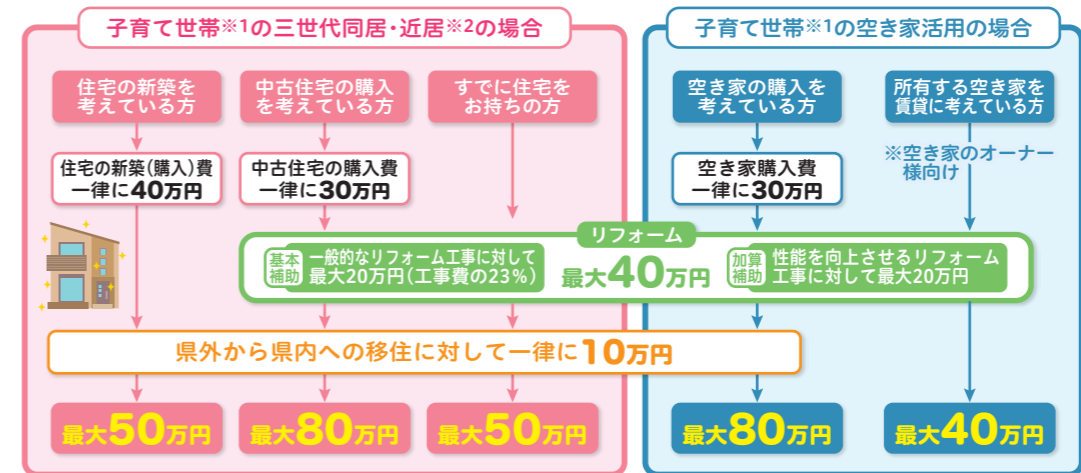 子育て世帯※1の三世代同居・近居※2の場合
住宅の新築を
考えている方
中古住宅の購入
を考えている方
すでに住宅を
お持ちの方
住宅の新築(購入)費
一律に40万円
中古住宅の購入費
一律に30万円
子育て世帯※1の空き家活用の場合
空き家の購入を
考えている方
所有する空き家を
賃貸に考えている方
空き家購入費
一律に30万円
※空き家のオーナー
様向け
リフォーム
基本
補助
一般的なリフォーム工事に対して
最大20万円(工事費の23%)
最大40万円
加算
補助
性能を向上させるリフォーム
工事に対して最大20万円
県外から県内への移住に対して一律に10万円
最大50万円
最大80万円
最大50万円
最大80万円
最大40万円